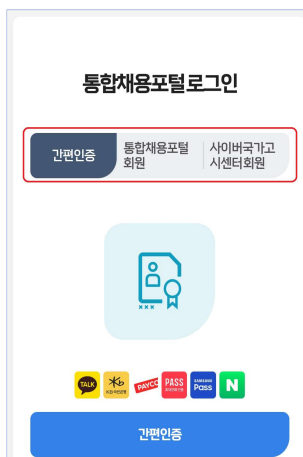 통합채용포털로그인
간편인증
통합채용포털
회원
사이버국가고
시센터회원
TALK
PAYCO
PASS
SAMSUNG
Pass
N
간편인증